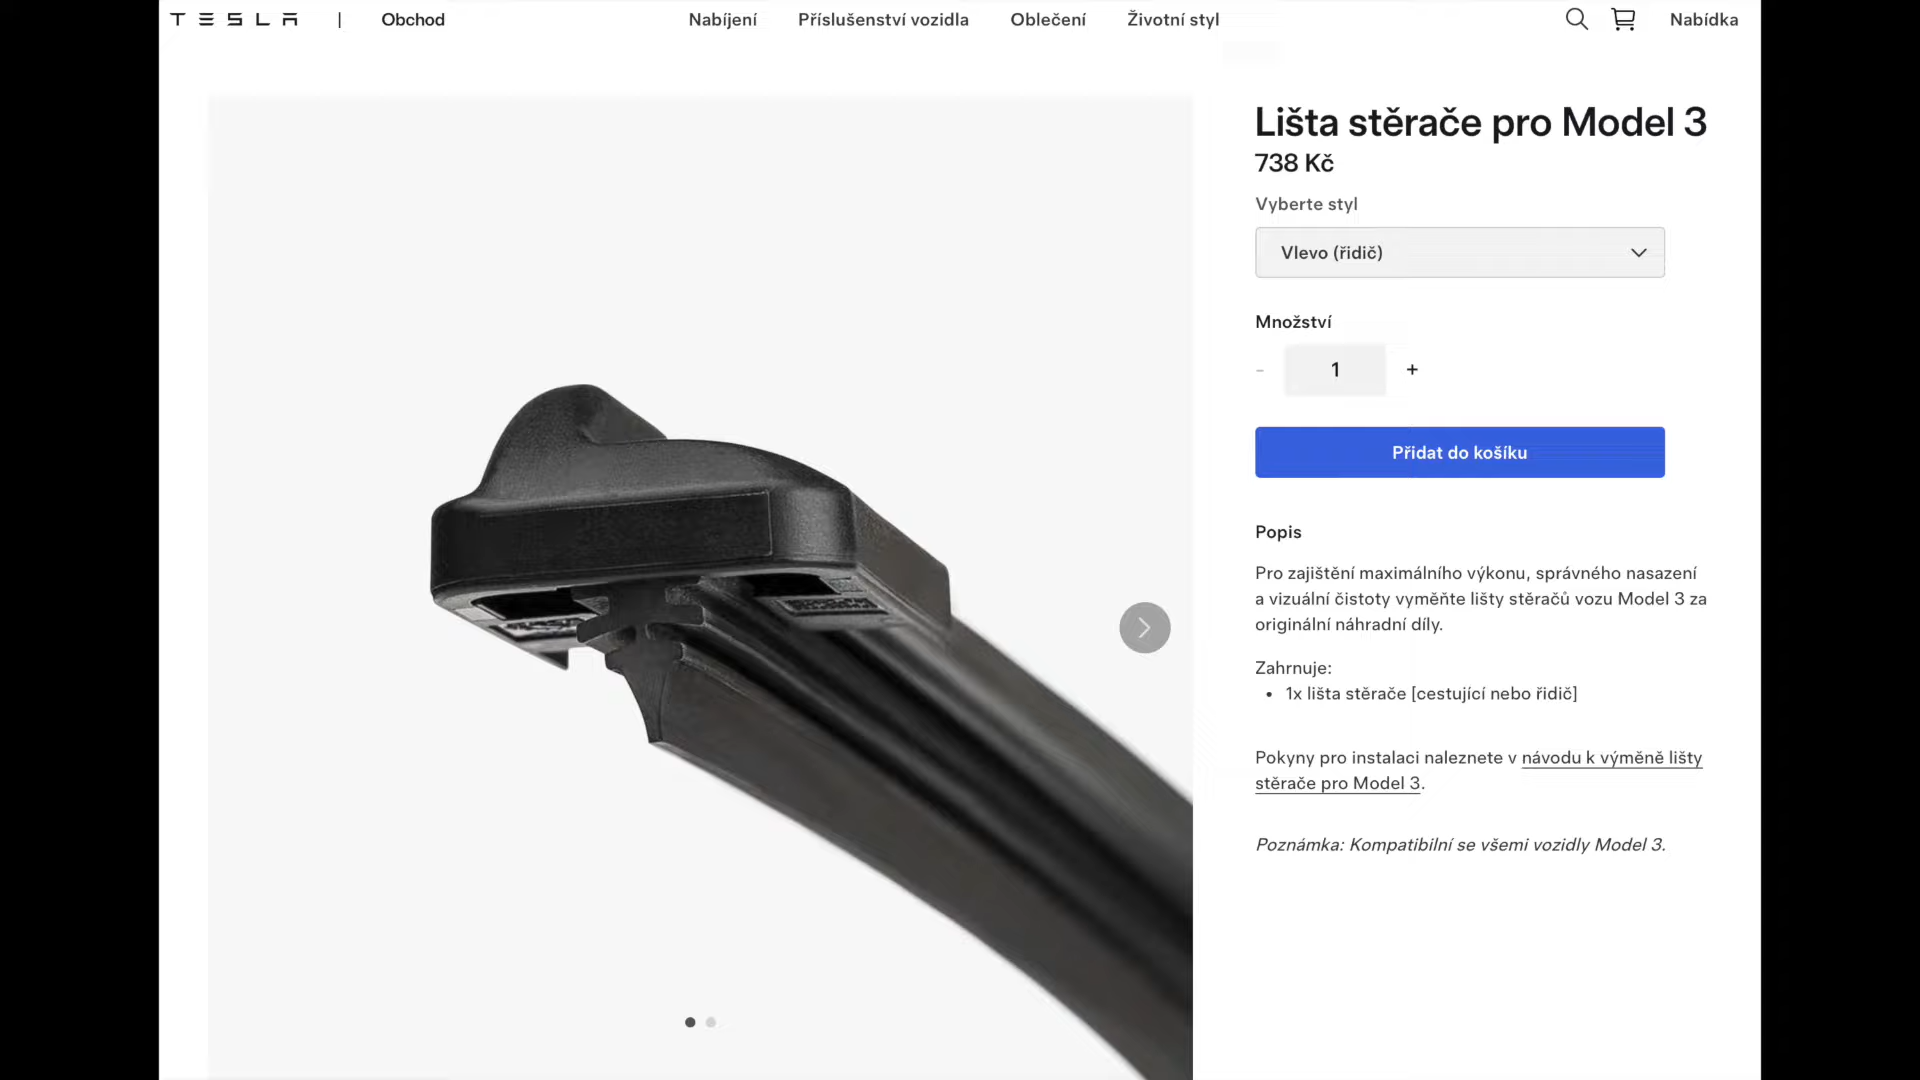 TESLA | Obchod Nabíjení Příslušenství vozidla Oblečení Životní styl Nabídka
Lišta stěrače pro Model 3
738 Kč
Vyberte styl
Vlevo (řidič)
Množství
- 1 +
Přidat do košíku
Popis
Pro zajištění maximálního výkonu, správného nasazení
a vizuální čistoty vyměňte lišty stěračů vozu Model 3 za
originální náhradní díly.
Zahrnuje:
• 1x lišta stěrače [cestující nebo řidič]
Pokyny pro instalaci naleznete v návodu k výměně lišty
stěrače pro Model 3.
Poznámka: Kompatibilní se všemi vozidly Model 3.